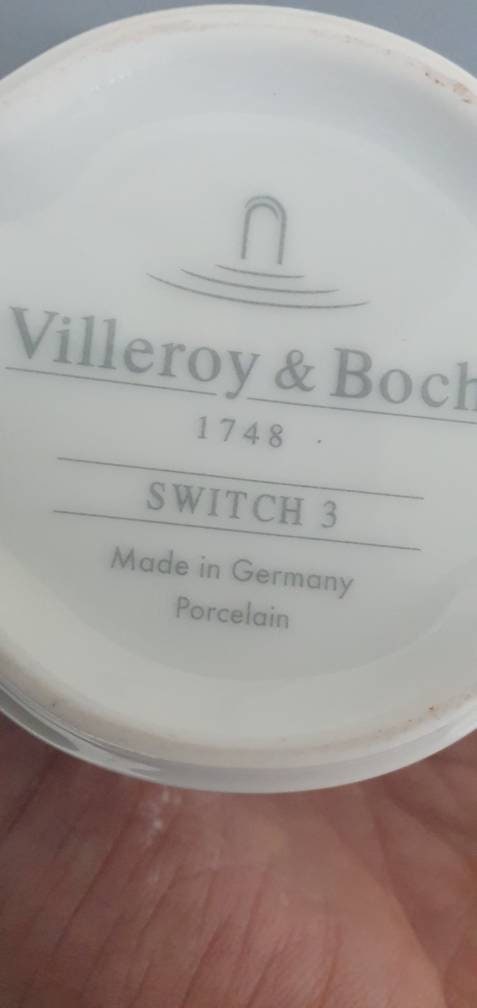 Villeroy & Boch
1748
SWITCH 3
Made in Germany
Porcelain